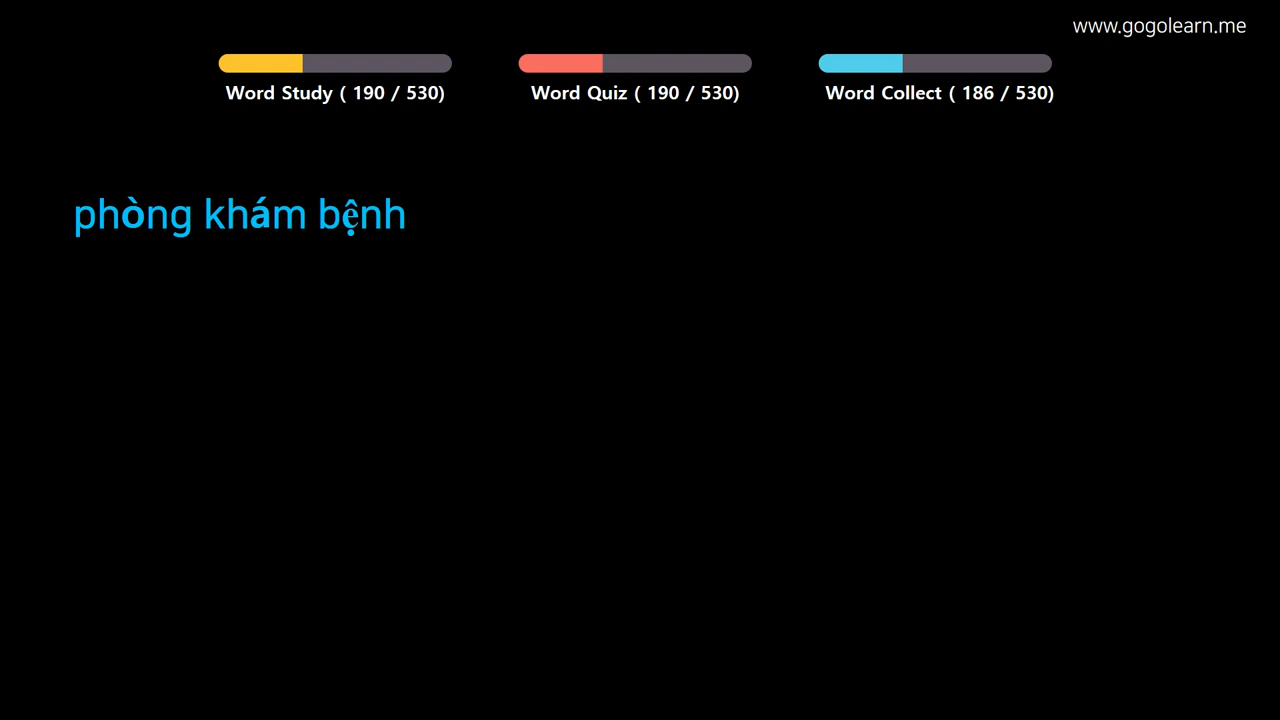 www.gogolearn.me
Word Study ( 190 / 530)
Word Quiz ( 190 / 530)
Word Collect ( 186 / 530)
phòng khám bệnh